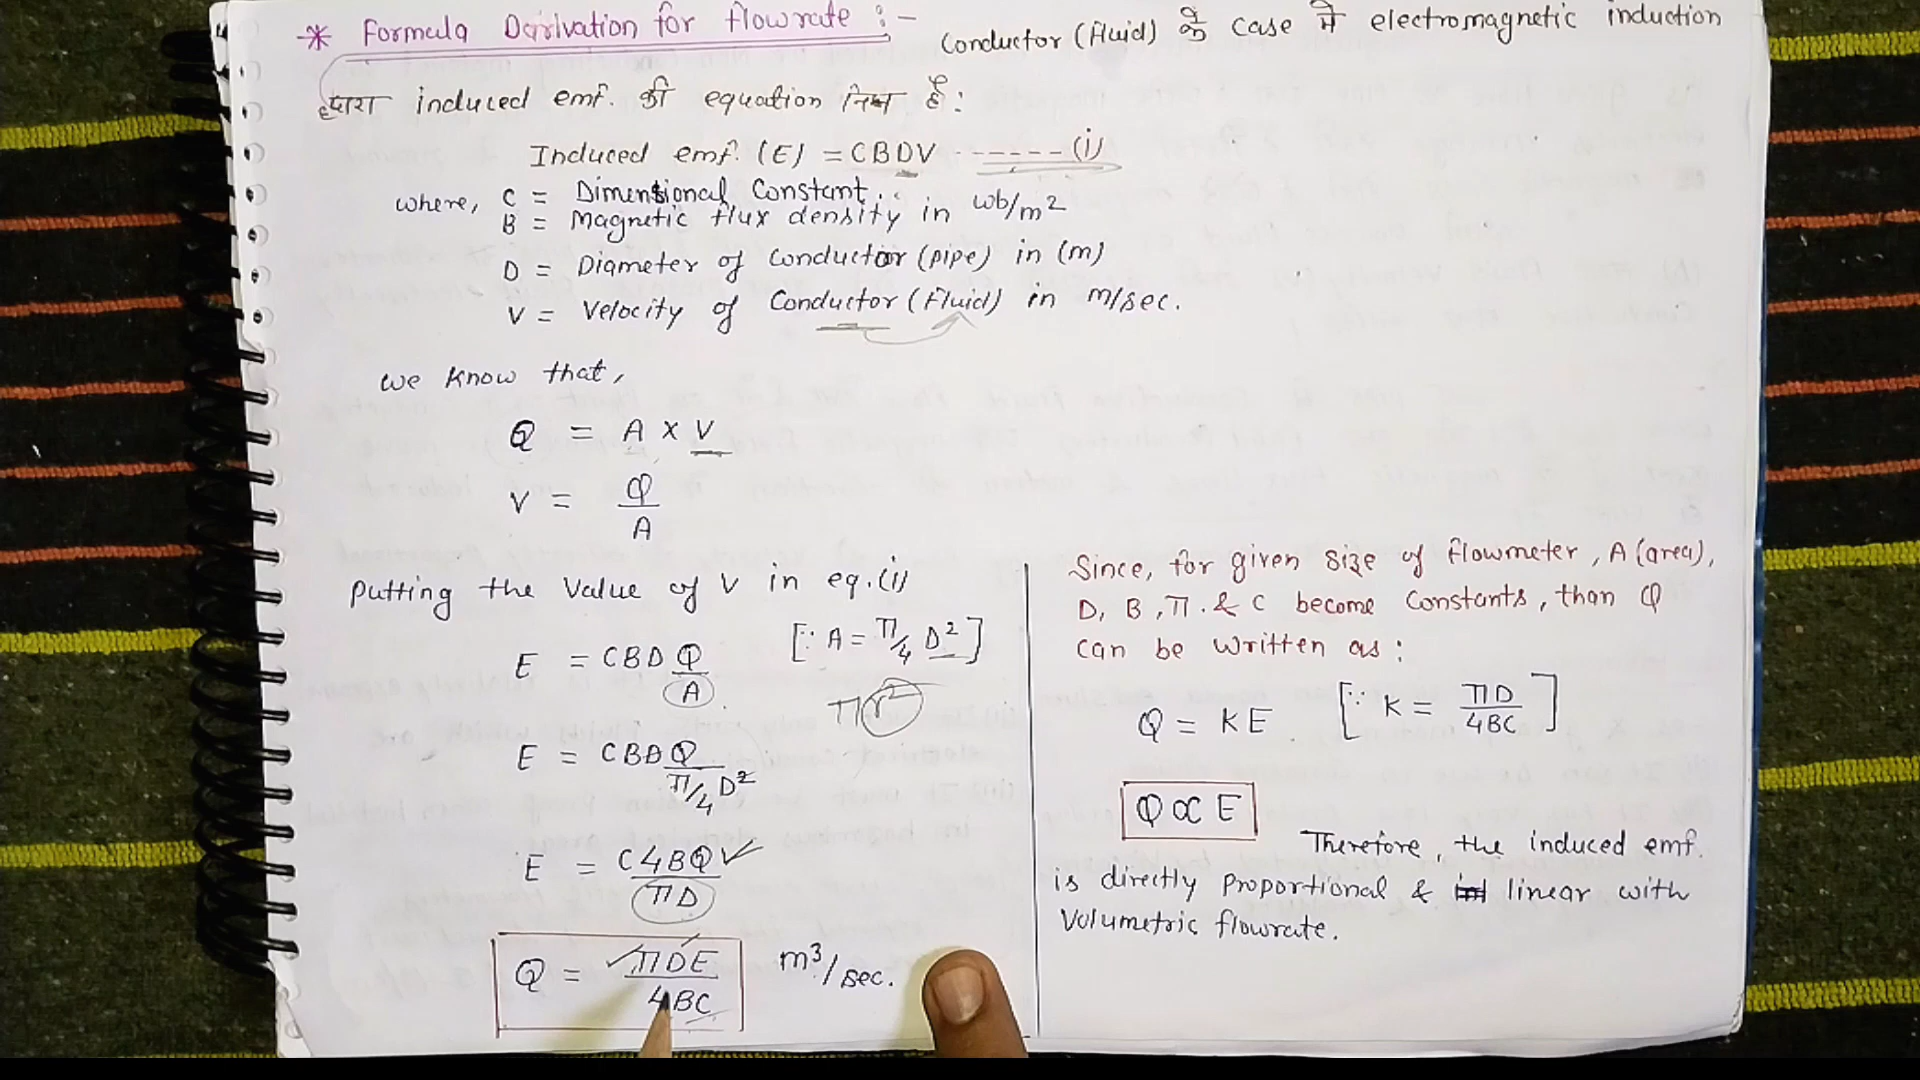 * Formula Darivation for flowrate :- Conductor (fluid) के case में electromagnetic induction
द्वारा induced emf. की equation निम्न है :
Induced emf. (E) = CBDV -----(i)
where, C = Dimensional Constant.
B = Magnetic flux density in wb/m²
D = Diameter of Conductor (pipe) in (m)
V = Velocity of Conductor (fluid) in m/sec.
we know that,
Q = A × V
V = Q/A
putting the value of V in eq.(i)
E = CBD Q/A [∵ A = π/4 D²]
πr²
E = CBDQ / π/4 D²
E = C4BQ / πD
Q = πDE / 4BC m³/sec.
Since, for given size of flowmeter, A (area),
D, B, π. & C become constants, than Q
can be written as :
Q = KE [∵ K = πD / 4BC]
Q ∝ E
Therefore, the induced emf.
is directly proportional & linear with
Volumetric flowrate.